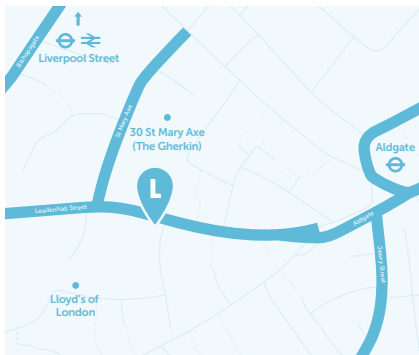 Bishopsgate
Liverpool Street
St Mary Axe
30 St Mary Axe
(The Gherkin)
Aldgate
L
Leadenhall Street
Aldgate
Jewry Street
Lloyd's of
London